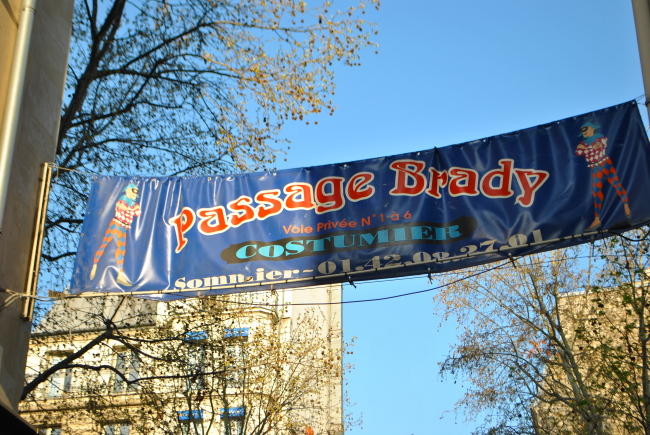 Passage Brady
Voie Privée N° 1 à 6
COSTUMIER
sommier-01.42.08.27.01